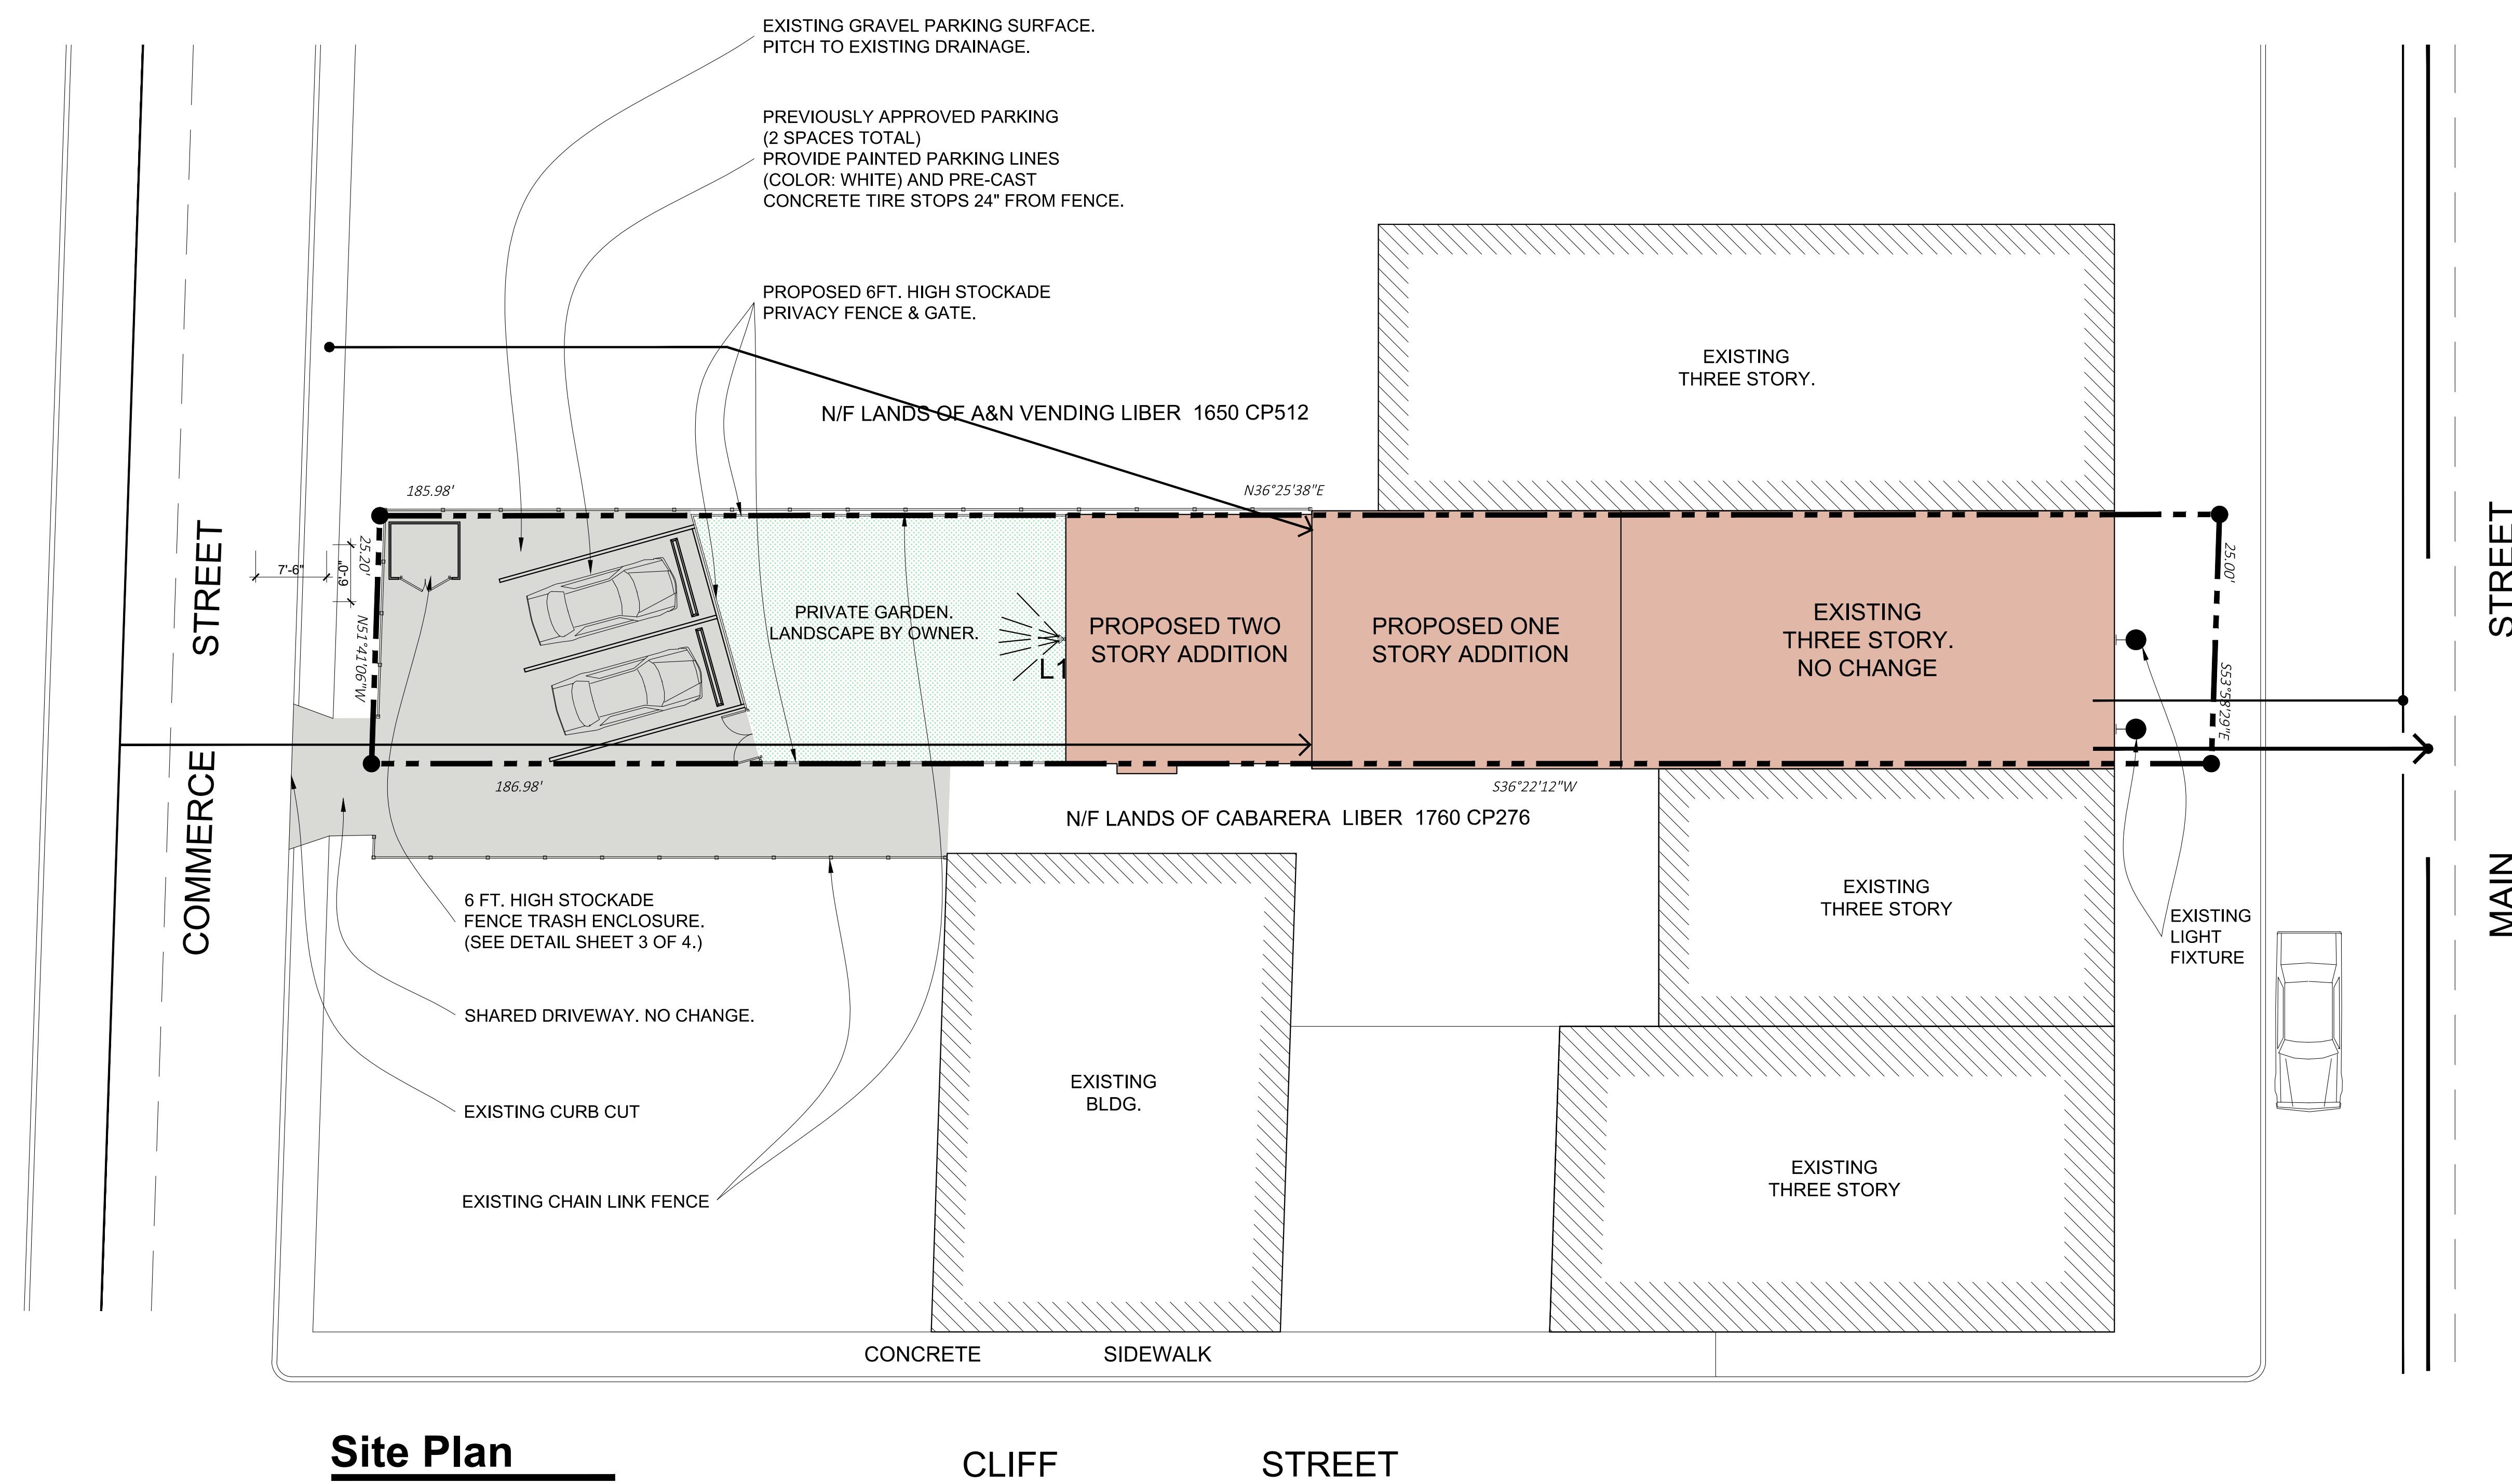 EXISTING GRAVEL PARKING SURFACE.
PITCH TO EXISTING DRAINAGE.
PREVIOUSLY APPROVED PARKING
(2 SPACES TOTAL)
PROVIDE PAINTED PARKING LINES
(COLOR: WHITE) AND PRE-CAST
CONCRETE TIRE STOPS 24" FROM FENCE.
PROPOSED 6FT. HIGH STOCKADE
PRIVACY FENCE & GATE.
EXISTING
THREE STORY.
N/F LANDS OF A&N VENDING LIBER 1650 CP512
185.98'
N36°25'38"E
25.20'
N51°41'06"W
7'-6"
6'-0"
25.00'
S53°58'29"E
PRIVATE GARDEN.
LANDSCAPE BY OWNER.
L1
PROPOSED TWO
STORY ADDITION
PROPOSED ONE
STORY ADDITION
EXISTING
THREE STORY.
NO CHANGE
186.98'
S36°22'12"W
N/F LANDS OF CABARERA LIBER 1760 CP276
COMMERCE STREET
MAIN STREET
6 FT. HIGH STOCKADE
FENCE TRASH ENCLOSURE.
(SEE DETAIL SHEET 3 OF 4.)
EXISTING
THREE STORY
EXISTING
LIGHT
FIXTURE
SHARED DRIVEWAY. NO CHANGE.
EXISTING
BLDG.
EXISTING CURB CUT
EXISTING
THREE STORY
EXISTING CHAIN LINK FENCE
CONCRETE SIDEWALK
Site Plan
CLIFF STREET